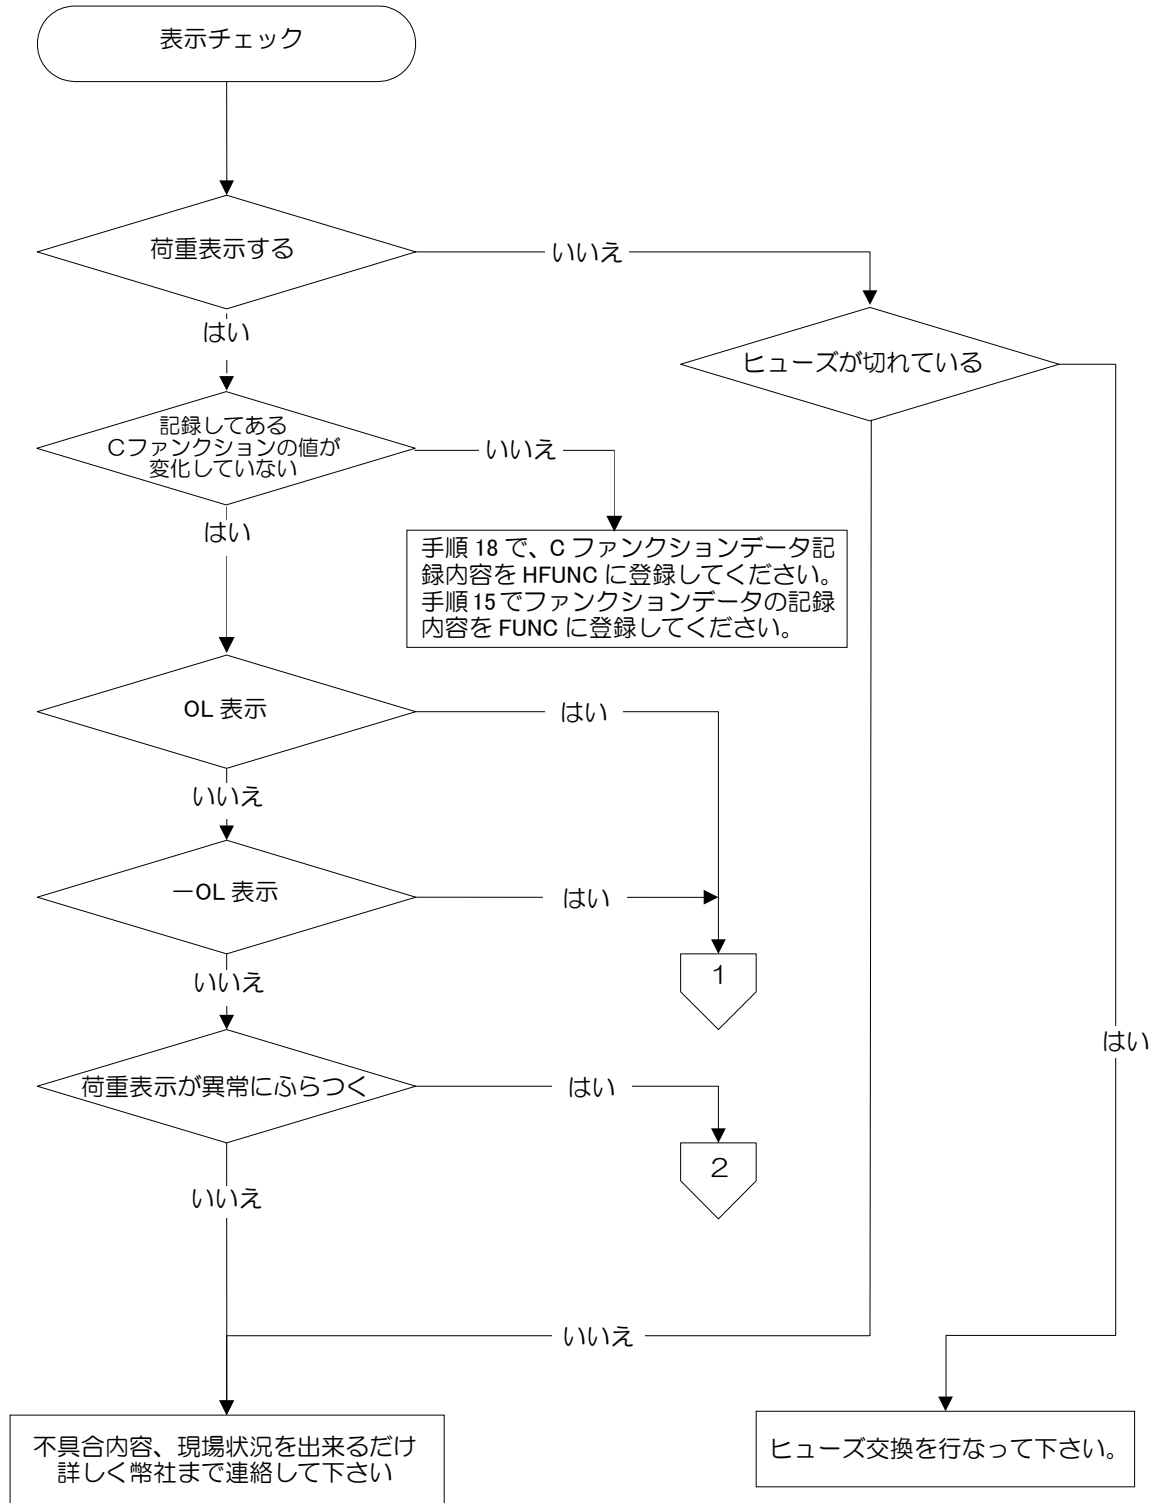 表示チェック
荷重表示する
いいえ
はい
ヒューズが切れている
記録してある
Cファンクションの値が
変化していない
いいえ
はい
手順 18 で、C ファンクションデータ記
録内容を HFUNC に登録してください。
手順 15 でファンクションデータの記録
内容を FUNC に登録してください。
OL 表示
はい
いいえ
－OL 表示
はい
1
いいえ
はい
荷重表示が異常にふらつく
はい
2
いいえ
いいえ
不具合内容、現場状況を出来るだけ
詳しく幣社まで連絡して下さい
ヒューズ交換を行なって下さい。